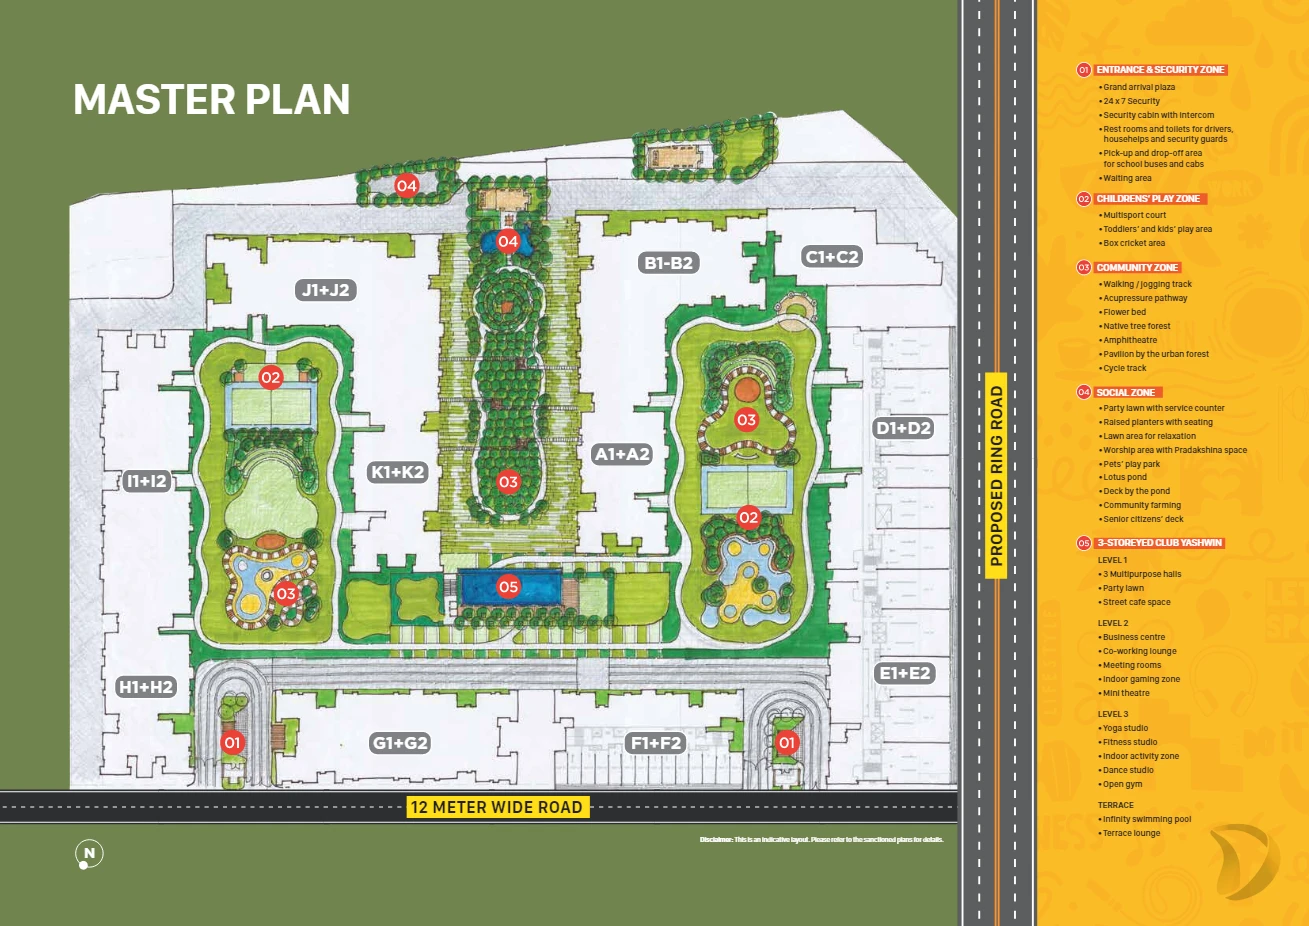 MASTER PLAN
04
04
B1-B2
C1+C2
J1+J2
02
03
D1+D2
A1+A2
K1+K2
I1+I2
03
02
05
03
H1+H2
E1+E2
01
G1+G2
F1+F2
01
12 METER WIDE ROAD
PROPOSED RING ROAD
N
Disclaimer: This is an indicative layout. Please refer to the sanctioned plans for details.
01 ENTRANCE & SECURITY ZONE
• Grand arrival plaza
• 24 x 7 Security
• Security cabin with intercom
• Rest rooms and toilets for drivers,
househelps and security guards
• Pick-up and drop-off area
for school buses and cabs
• Waiting area
02 CHILDRENS' PLAY ZONE
• Multisport court
• Toddlers' and kids' play area
• Box cricket area
03 COMMUNITY ZONE
• Walking / jogging track
• Acupressure pathway
• Flower bed
• Native tree forest
• Amphitheatre
• Pavilion by the urban forest
• Cycle track
04 SOCIAL ZONE
• Party lawn with service counter
• Raised planters with seating
• Lawn area for relaxation
• Worship area with Pradakshina space
• Pets' play park
• Lotus pond
• Deck by the pond
• Community farming
• Senior citizens' deck
05 3-STOREYED CLUB YASHWIN
LEVEL 1
• 3 Multipurpose halls
• Party lawn
• Street cafe space
LEVEL 2
• Business centre
• Co-working lounge
• Meeting rooms
• Indoor gaming zone
• Mini theatre
LEVEL 3
• Yoga studio
• Fitness studio
• Indoor activity zone
• Dance studio
• Open gym
TERRACE
• Infinity swimming pool
• Terrace lounge